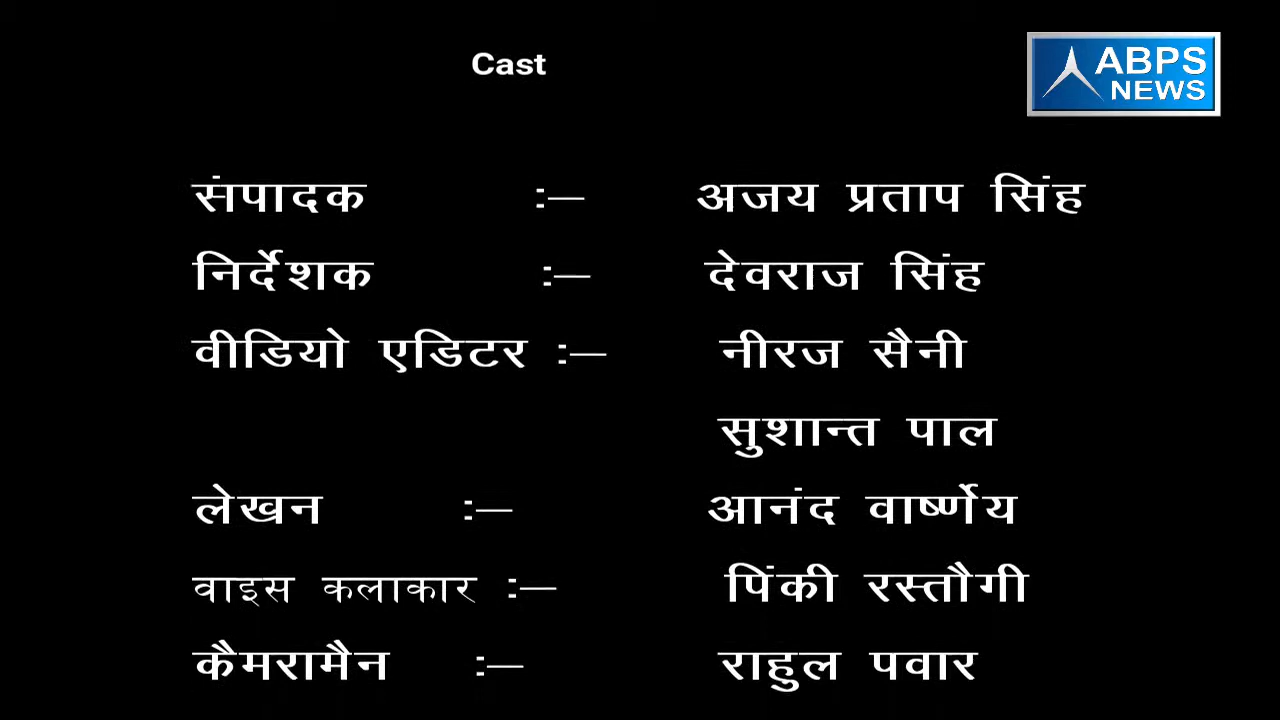 Cast
ABPS
NEWS
संपादक :— अजय प्रताप सिंह
निर्देशक :— देवराज सिंह
वीडियो एडिटर :— नीरज सैनी
सुशान्त पाल
लेखन :— आनंद वार्ष्णेय
वाइस कलाकार :— पिंकी रस्तौगी
कैमरामैन :— राहुल पवार